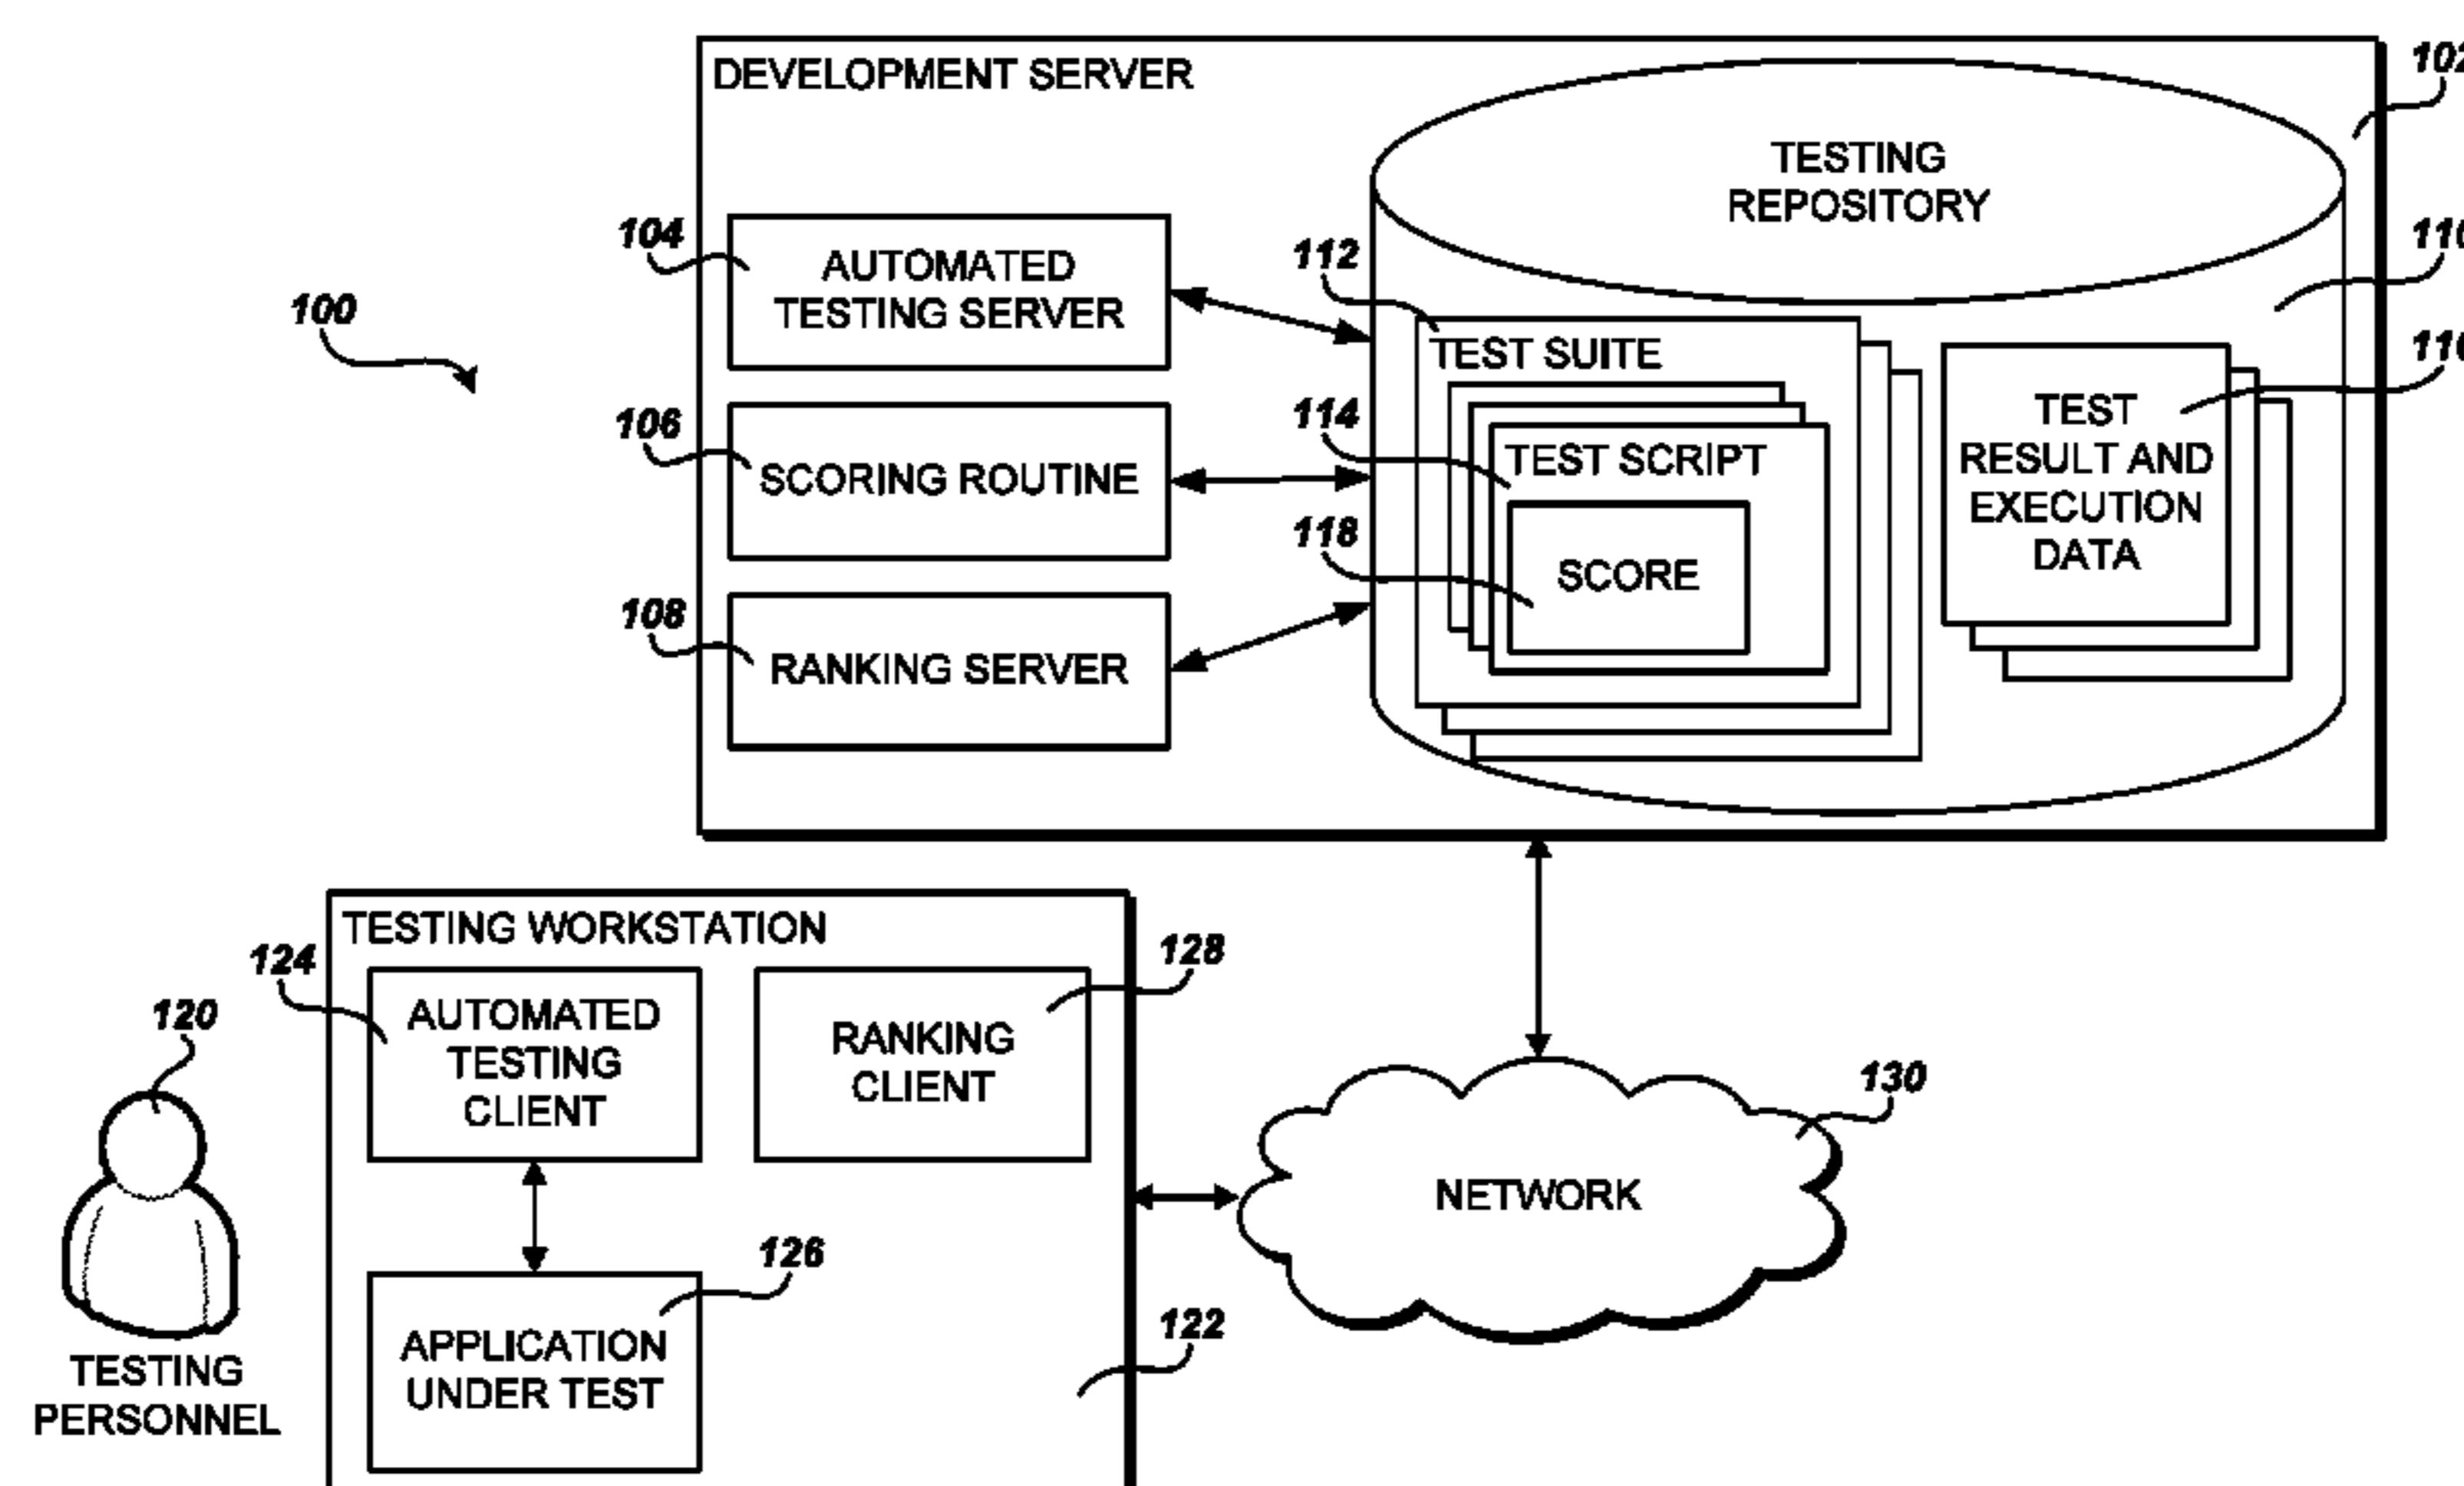 DEVELOPMENT SERVER
102
TESTING
REPOSITORY
110
104
AUTOMATED
TESTING SERVER
112
TEST SUITE
116
100
106
SCORING ROUTINE
114
TEST SCRIPT
TEST
RESULT AND
EXECUTION
DATA
118
SCORE
108
RANKING SERVER
TESTING WORKSTATION
124
AUTOMATED
TESTING
CLIENT
128
RANKING
CLIENT
120
130
NETWORK
126
APPLICATION
UNDER TEST
122
TESTING
PERSONNEL